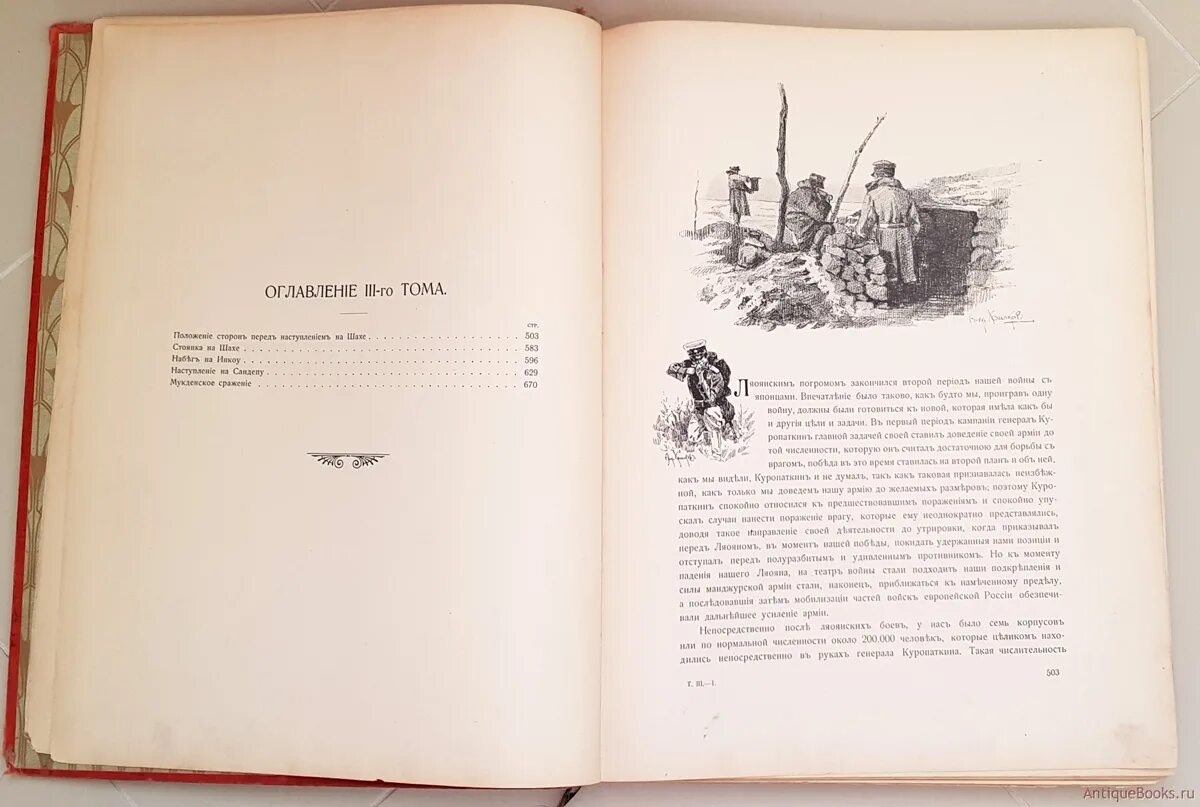 ОГЛАВЛЕНІЕ III-го ТОМА.
СТР.
Положеніе сторонъ передъ наступленіемъ на Шахе . . . . . . . . . . 503
Стоянка на Шахе . . . . . . . . . . 583
Набѣгъ на Инкоу . . . . . . . . . . 596
Наступленіе на Сандепу . . . . . . . . . . 629
Мукденское сраженіе . . . . . . . . . . 670
Ляоянскимъ погромомъ закончился второй періодъ нашей войны съ
японцами. Впечатлѣніе было таково, какъ будто мы, проигравъ одну
войну, должны были готовиться къ новой, которая имѣла какъ бы
и другія цѣли и задачи. Въ первый періодъ кампаніи генералъ Ку-
ропаткинъ главной задачей своей ставилъ доведеніе своей арміи до
той численности, которую онъ считалъ достаточною для борьбы съ
врагомъ, побѣда въ это время ставилась на второй планъ и объ ней,
какъ мы видѣли, Куропаткинъ и не думалъ, такъ какъ таковая признавалась неизбѣж-
ной, какъ только мы доведемъ нашу армію до желаемыхъ размѣровъ; поэтому Куро-
паткинъ спокойно относился къ предшествовавшимъ пораженіямъ и спокойно упу-
скалъ случаи нанести пораженіе врагу, которые ему неоднократно представлялись,
доводя такое направленіе своей дѣятельности до утрировки, когда приказывалъ
передъ Ляояномъ, въ моментъ нашей побѣды, покидать удержанныя нами позиціи и
отступалъ передъ полуразбитымъ и удивленнымъ противникомъ. Но къ моменту
паденія нашего Ляояна, на театръ войны стали подходить наши подкрѣпленія и
силы манджурской арміи стали, наконецъ, приближаться къ намѣченному предѣлу,
а послѣдовавшія затѣмъ мобилизаціи частей войскъ европейской Россіи обезпечи-
вали дальнѣйшее усиленіе арміи.
Непосредственно послѣ ляоянскихъ боевъ, у насъ было семь корпусовъ
или по нормальной численности около 200.000 человѣкъ, которые цѣликомъ нахо-
дились непосредственно въ рукахъ генерала Куропаткина. Такая числительность
Т. III.—1.
503
AntiqueBooks.ru